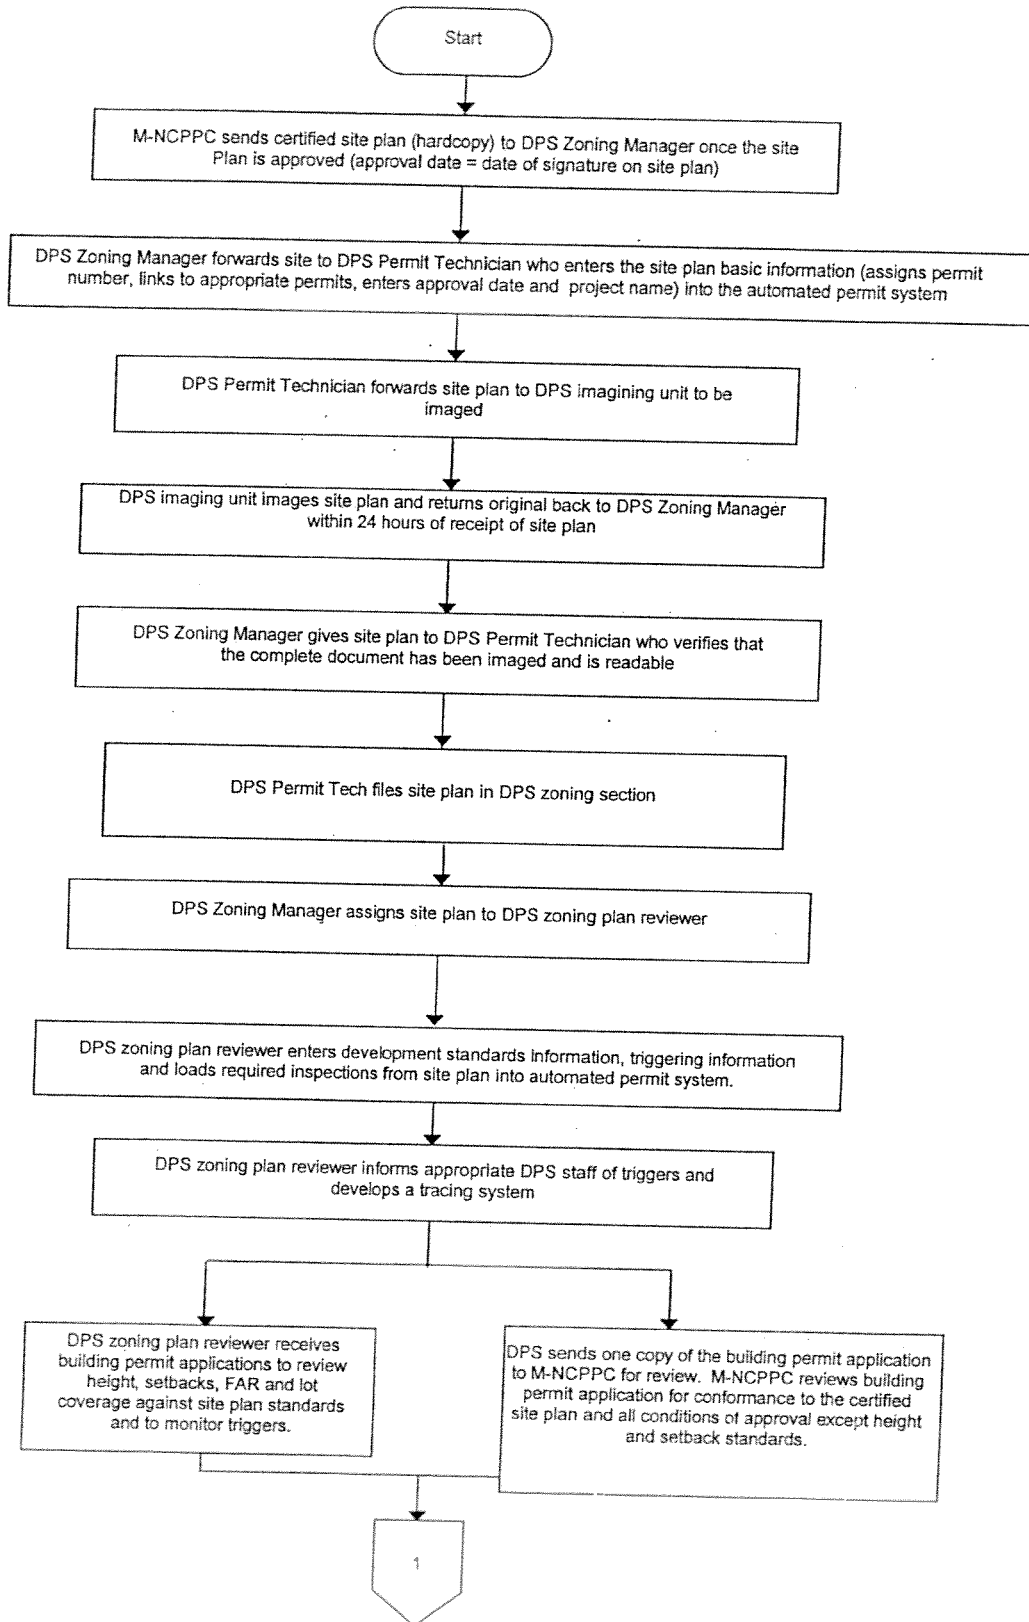 Start
M-NCPPC sends certified site plan (hardcopy) to DPS Zoning Manager once the site
Plan is approved (approval date = date of signature on site plan)
DPS Zoning Manager forwards site to DPS Permit Technician who enters the site plan basic information (assigns permit
number, links to appropriate permits, enters approval date and project name) into the automated permit system
DPS Permit Technician forwards site plan to DPS imagining unit to be
imaged
DPS imaging unit images site plan and returns original back to DPS Zoning Manager
within 24 hours of receipt of site plan
DPS Zoning Manager gives site plan to DPS Permit Technician who verifies that
the complete document has been imaged and is readable
DPS Permit Tech files site plan in DPS zoning section
DPS Zoning Manager assigns site plan to DPS zoning plan reviewer
DPS zoning plan reviewer enters development standards information, triggering information
and loads required inspections from site plan into automated permit system.
DPS zoning plan reviewer informs appropriate DPS staff of triggers and
develops a tracing system
DPS zoning plan reviewer receives
building permit applications to review
height, setbacks, FAR and lot
coverage against site plan standards
and to monitor triggers.
DPS sends one copy of the building permit application
to M-NCPPC for review. M-NCPPC reviews building
permit application for conformance to the certified
site plan and all conditions of approval except height
and setback standards.
1